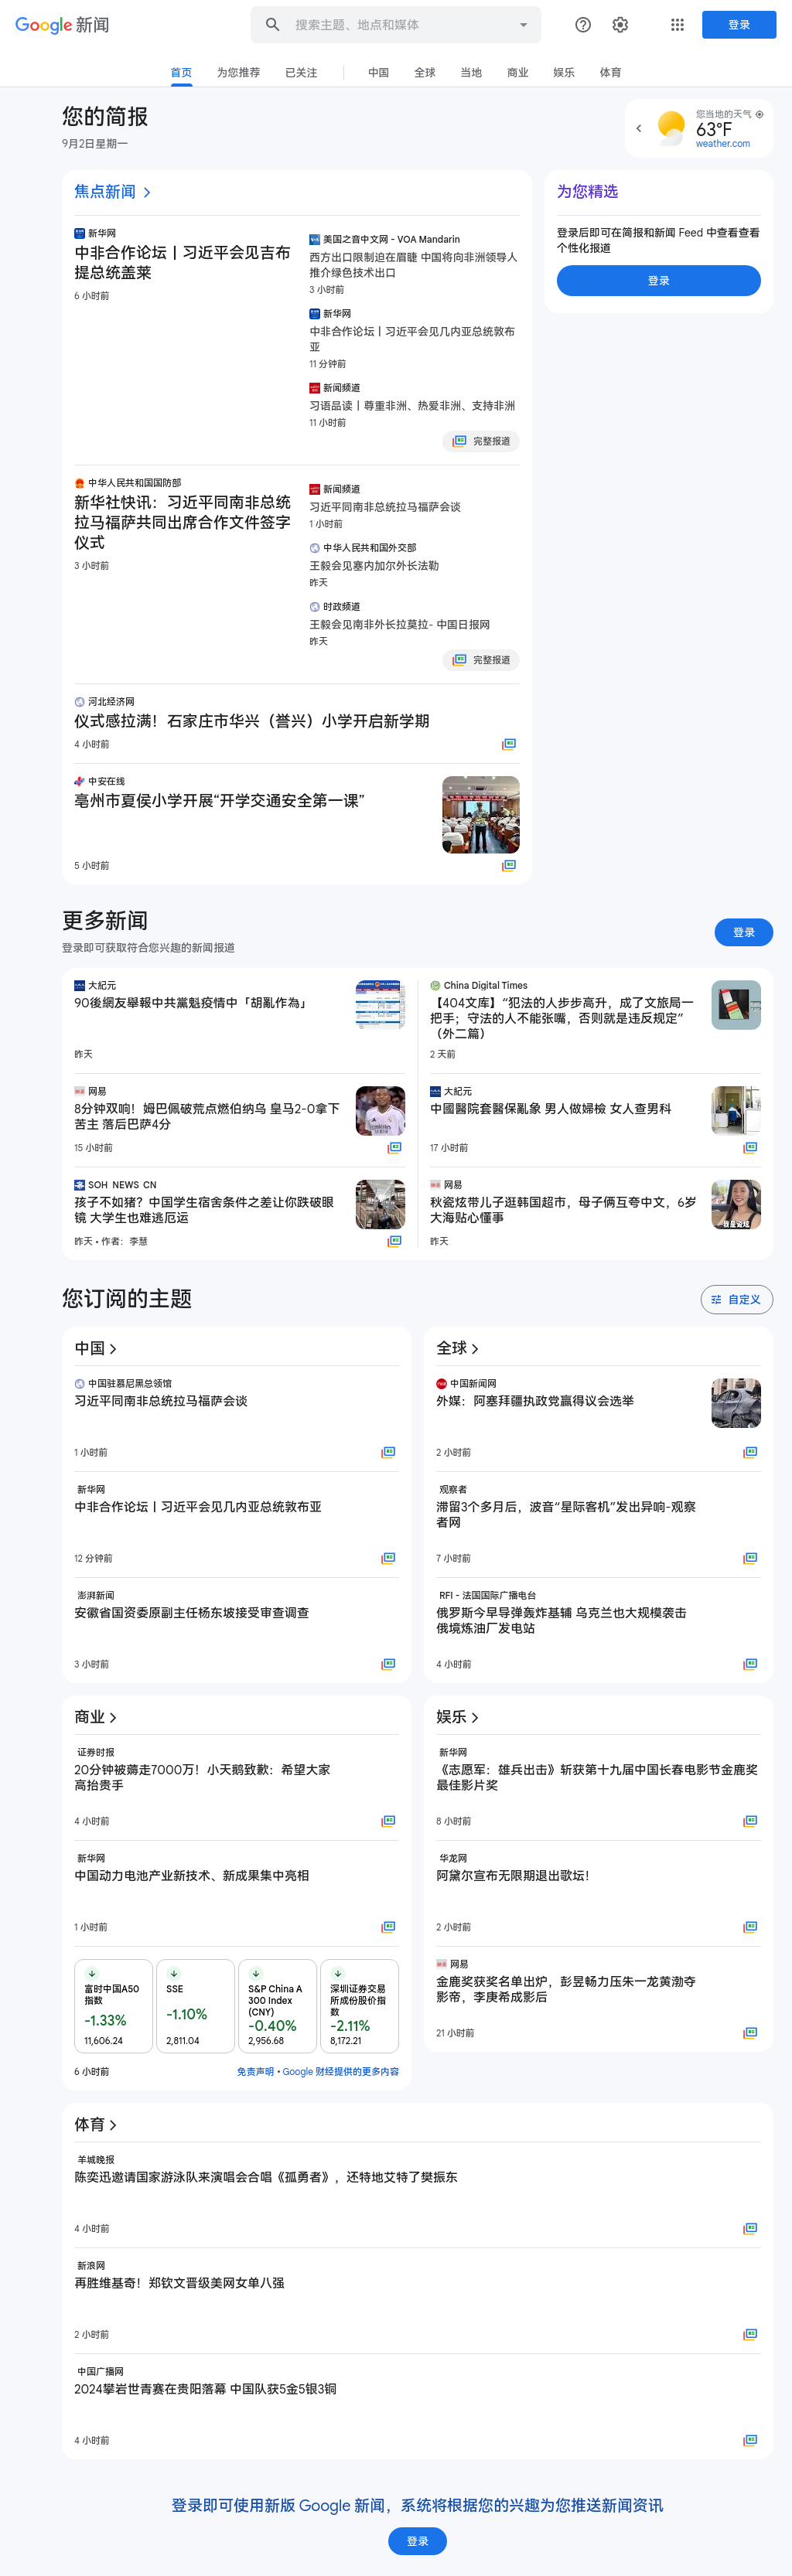 Google 新闻
搜索主题、地点和媒体
登录
首页
为您推荐
已关注
中国
全球
当地
商业
娱乐
体育
您的简报
9月2日星期一
您当地的天气
63°F
weather.com
焦点新闻
新华网
中非合作论坛丨习近平会见吉布
提总统盖莱
6 小时前
美国之音中文网 - VOA Mandarin
西方出口限制迫在眉睫 中国将向非洲领导人
推介绿色技术出口
3 小时前
新华网
中非合作论坛丨习近平会见几内亚总统敦布
亚
11 分钟前
新闻频道
习语品读丨尊重非洲、热爱非洲、支持非洲
11 小时前
完整报道
为您精选
登录后即可在简报和新闻 Feed 中查看查看
个性化报道
登录
中华人民共和国国防部
新华社快讯：习近平同南非总统
拉马福萨共同出席合作文件签字
仪式
3 小时前
新闻频道
习近平同南非总统拉马福萨会谈
1 小时前
中华人民共和国外交部
王毅会见塞内加尔外长法勒
昨天
时政频道
王毅会见南非外长拉莫拉- 中国日报网
昨天
完整报道
河北经济网
仪式感拉满！石家庄市华兴（誉兴）小学开启新学期
4 小时前
中安在线
亳州市夏侯小学开展“开学交通安全第一课”
5 小时前
更多新闻
登录即可获取符合您兴趣的新闻报道
登录
大紀元
90後網友舉報中共黨魁疫情中「胡亂作為」
昨天
China Digital Times
【404文库】“犯法的人步步高升，成了文旅局一
把手；守法的人不能张嘴，否则就是违反规定”
（外二篇）
2 天前
网易
8分钟双响！姆巴佩破荒点燃伯纳乌 皇马2-0拿下
苦主 落后巴萨4分
15 小时前
大紀元
中國醫院套醫保亂象 男人做婦檢 女人查男科
17 小时前
SOH NEWS CN
孩子不如猪？中国学生宿舍条件之差让你跌破眼
镜 大学生也难逃厄运
昨天 • 作者：李慧
网易
秋瓷炫带儿子逛韩国超市，母子俩互夸中文，6岁
大海贴心懂事
昨天
您订阅的主题
自定义
中国
中国驻慕尼黑总领馆
习近平同南非总统拉马福萨会谈
1 小时前
新华网
中非合作论坛丨习近平会见几内亚总统敦布亚
12 分钟前
澎湃新闻
安徽省国资委原副主任杨东坡接受审查调查
3 小时前
全球
中国新闻网
外媒：阿塞拜疆执政党赢得议会选举
2 小时前
观察者
滞留3个多月后，波音“星际客机”发出异响-观察
者网
7 小时前
RFI - 法国国际广播电台
俄罗斯今早导弹轰炸基辅 乌克兰也大规模袭击
俄境炼油厂发电站
4 小时前
商业
证券时报
20分钟被薅走7000万！小天鹅致歉：希望大家
高抬贵手
4 小时前
新华网
中国动力电池产业新技术、新成果集中亮相
1 小时前
富时中国A50
指数
-1.33%
11,606.24
SSE
-1.10%
2,811.04
S&P China A
300 Index
(CNY)
-0.40%
2,956.68
深圳证券交易
所成份股价指
数
-2.11%
8,172.21
6 小时前
免责声明 • Google 财经提供的更多内容
娱乐
新华网
《志愿军：雄兵出击》斩获第十九届中国长春电影节金鹿奖
最佳影片奖
8 小时前
华龙网
阿黛尔宣布无限期退出歌坛！
2 小时前
网易
金鹿奖获奖名单出炉，彭昱畅力压朱一龙黄渤夺
影帝，李庚希成影后
21 小时前
体育
羊城晚报
陈奕迅邀请国家游泳队来演唱会合唱《孤勇者》，还特地艾特了樊振东
4 小时前
新浪网
再胜维基奇！郑钦文晋级美网女单八强
2 小时前
中国广播网
2024攀岩世青赛在贵阳落幕 中国队获5金5银3铜
4 小时前
登录即可使用新版 Google 新闻，系统将根据您的兴趣为您推送新闻资讯
登录